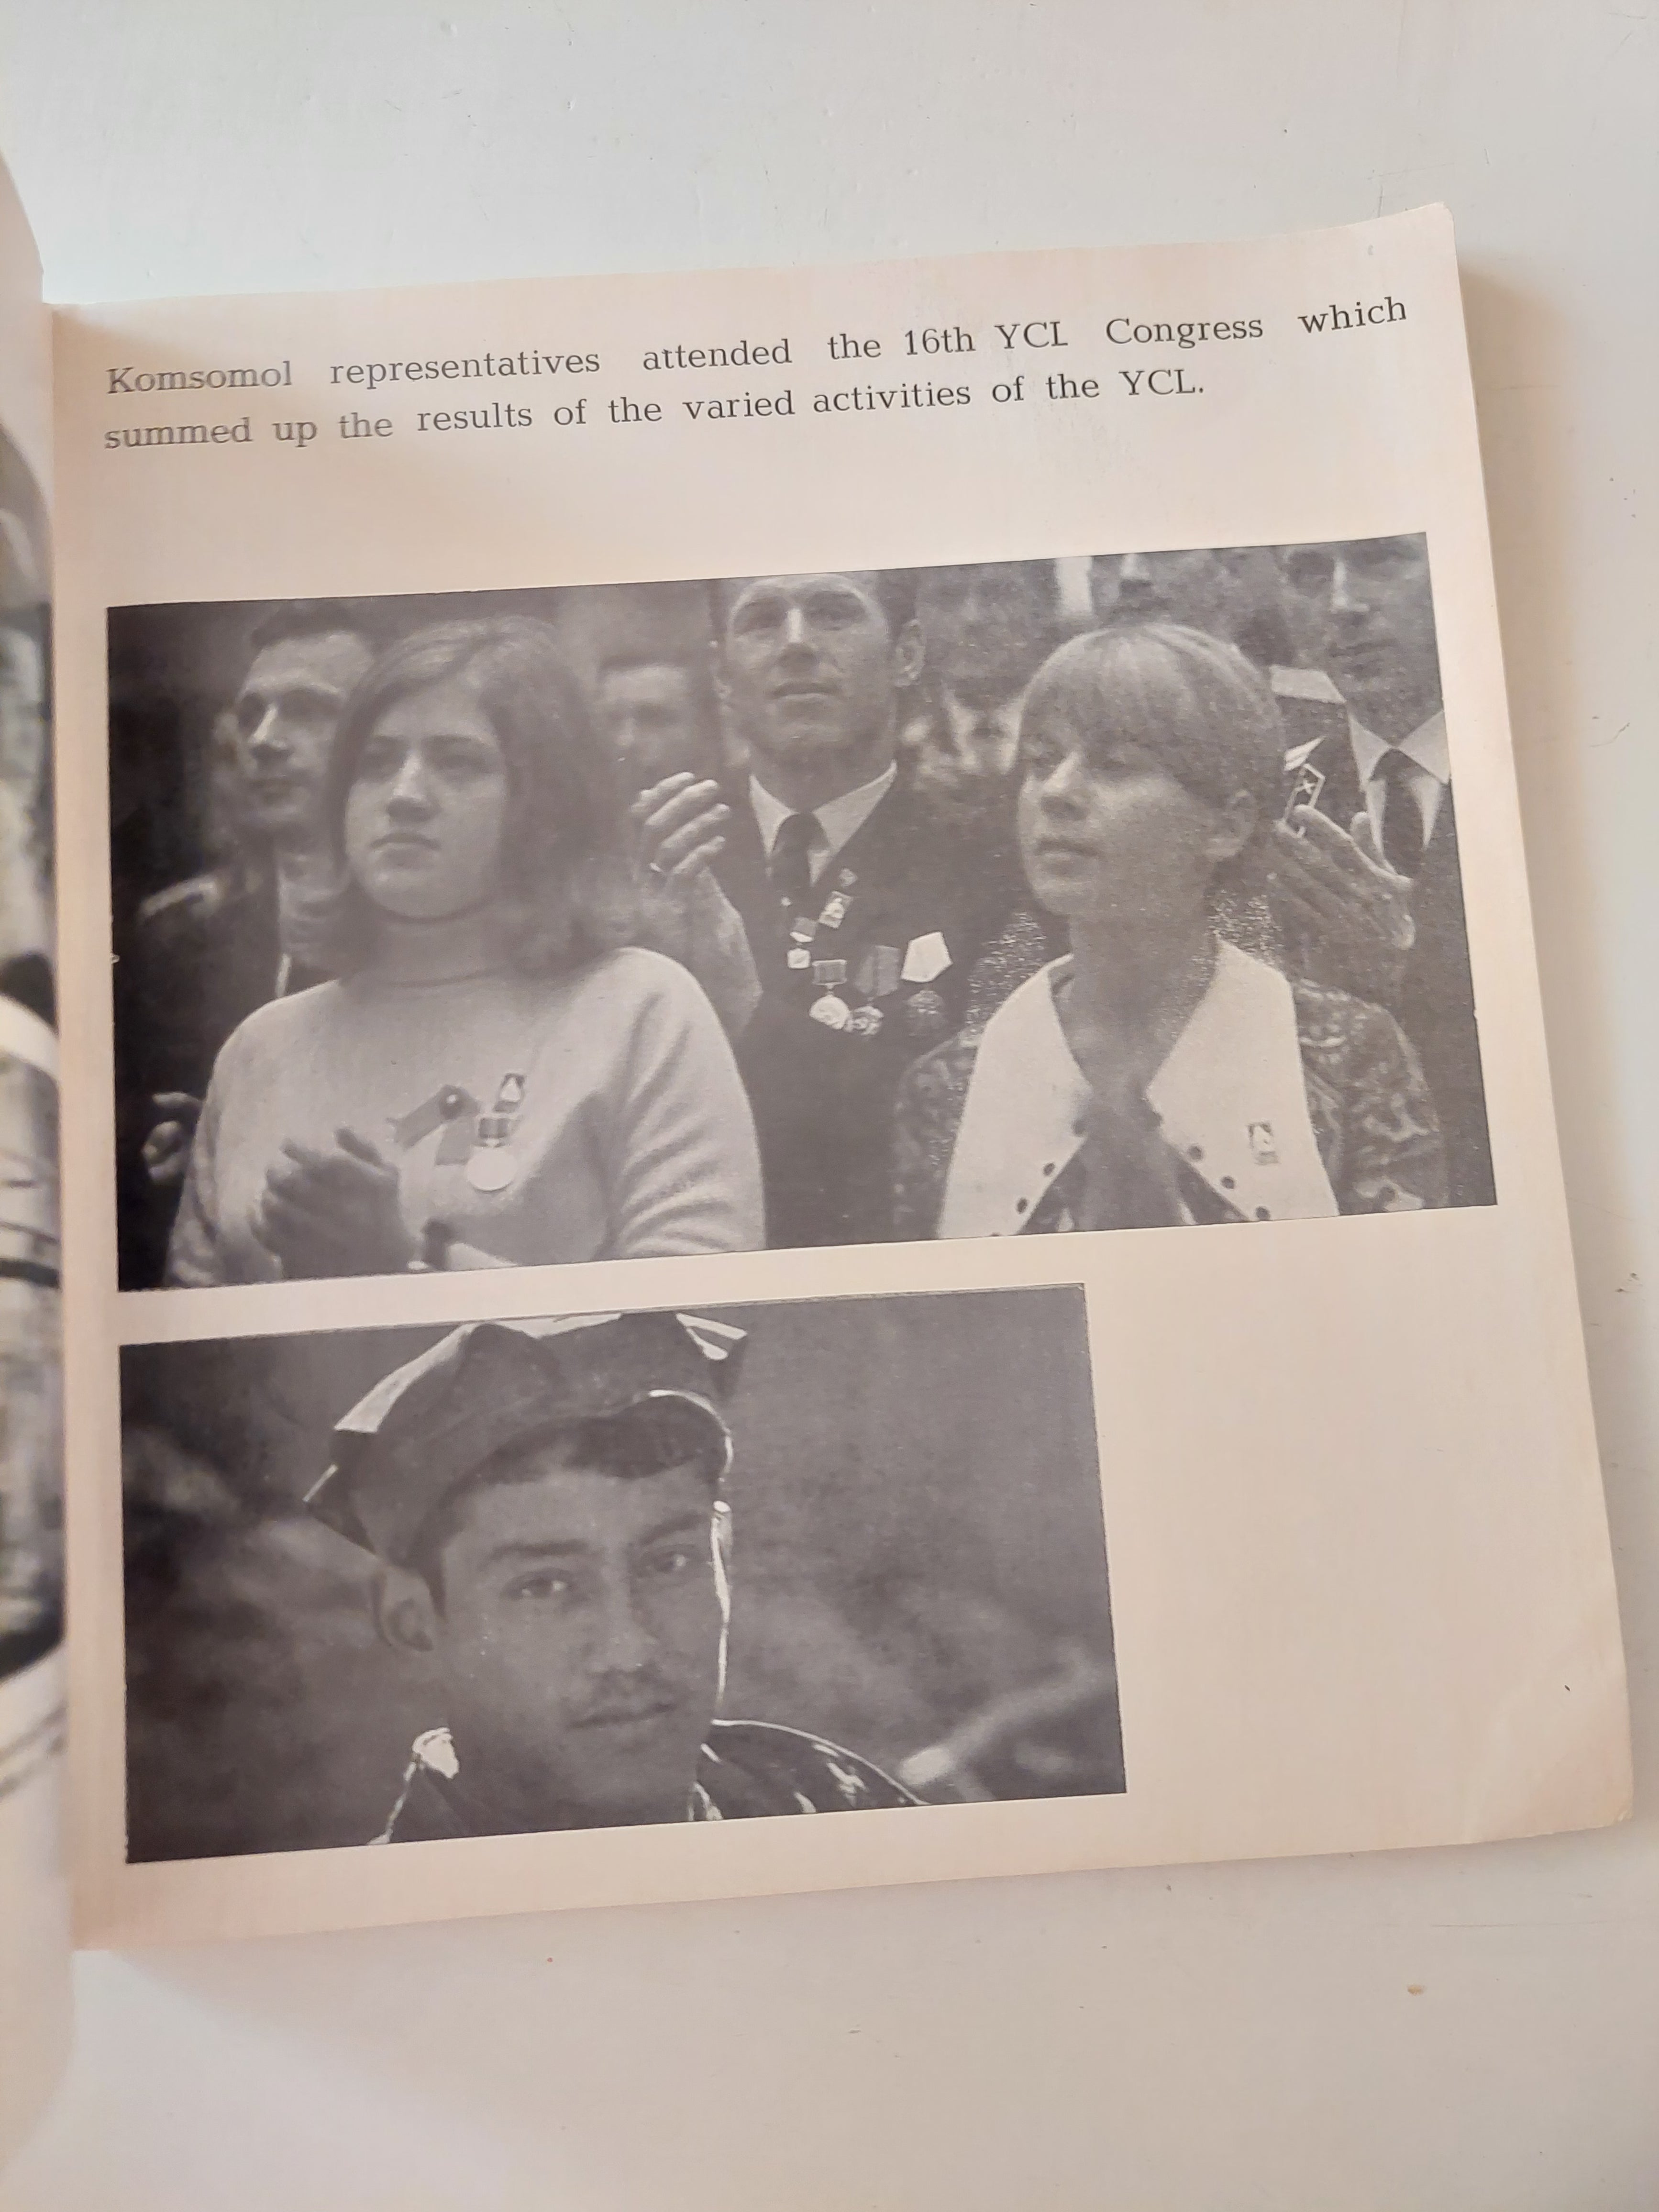 Komsomol representatives attended the 16th YCL Congress which
summed up the results of the varied activities of the YCL.